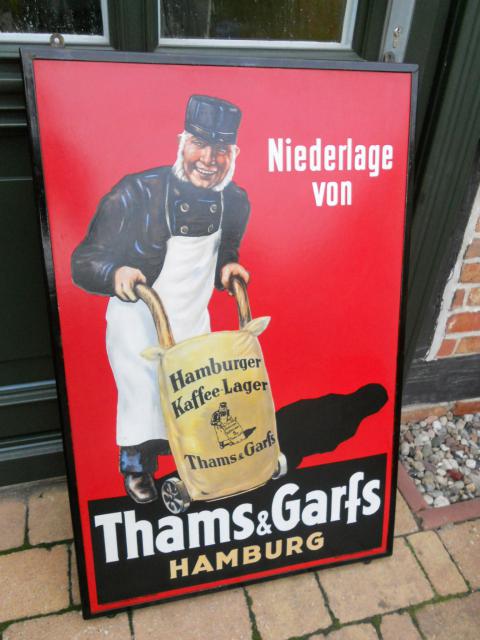 Niederlage
von
Hamburger
Kaffee-Lager
Thams & Garfs
Thams & Garfs
HAMBURG